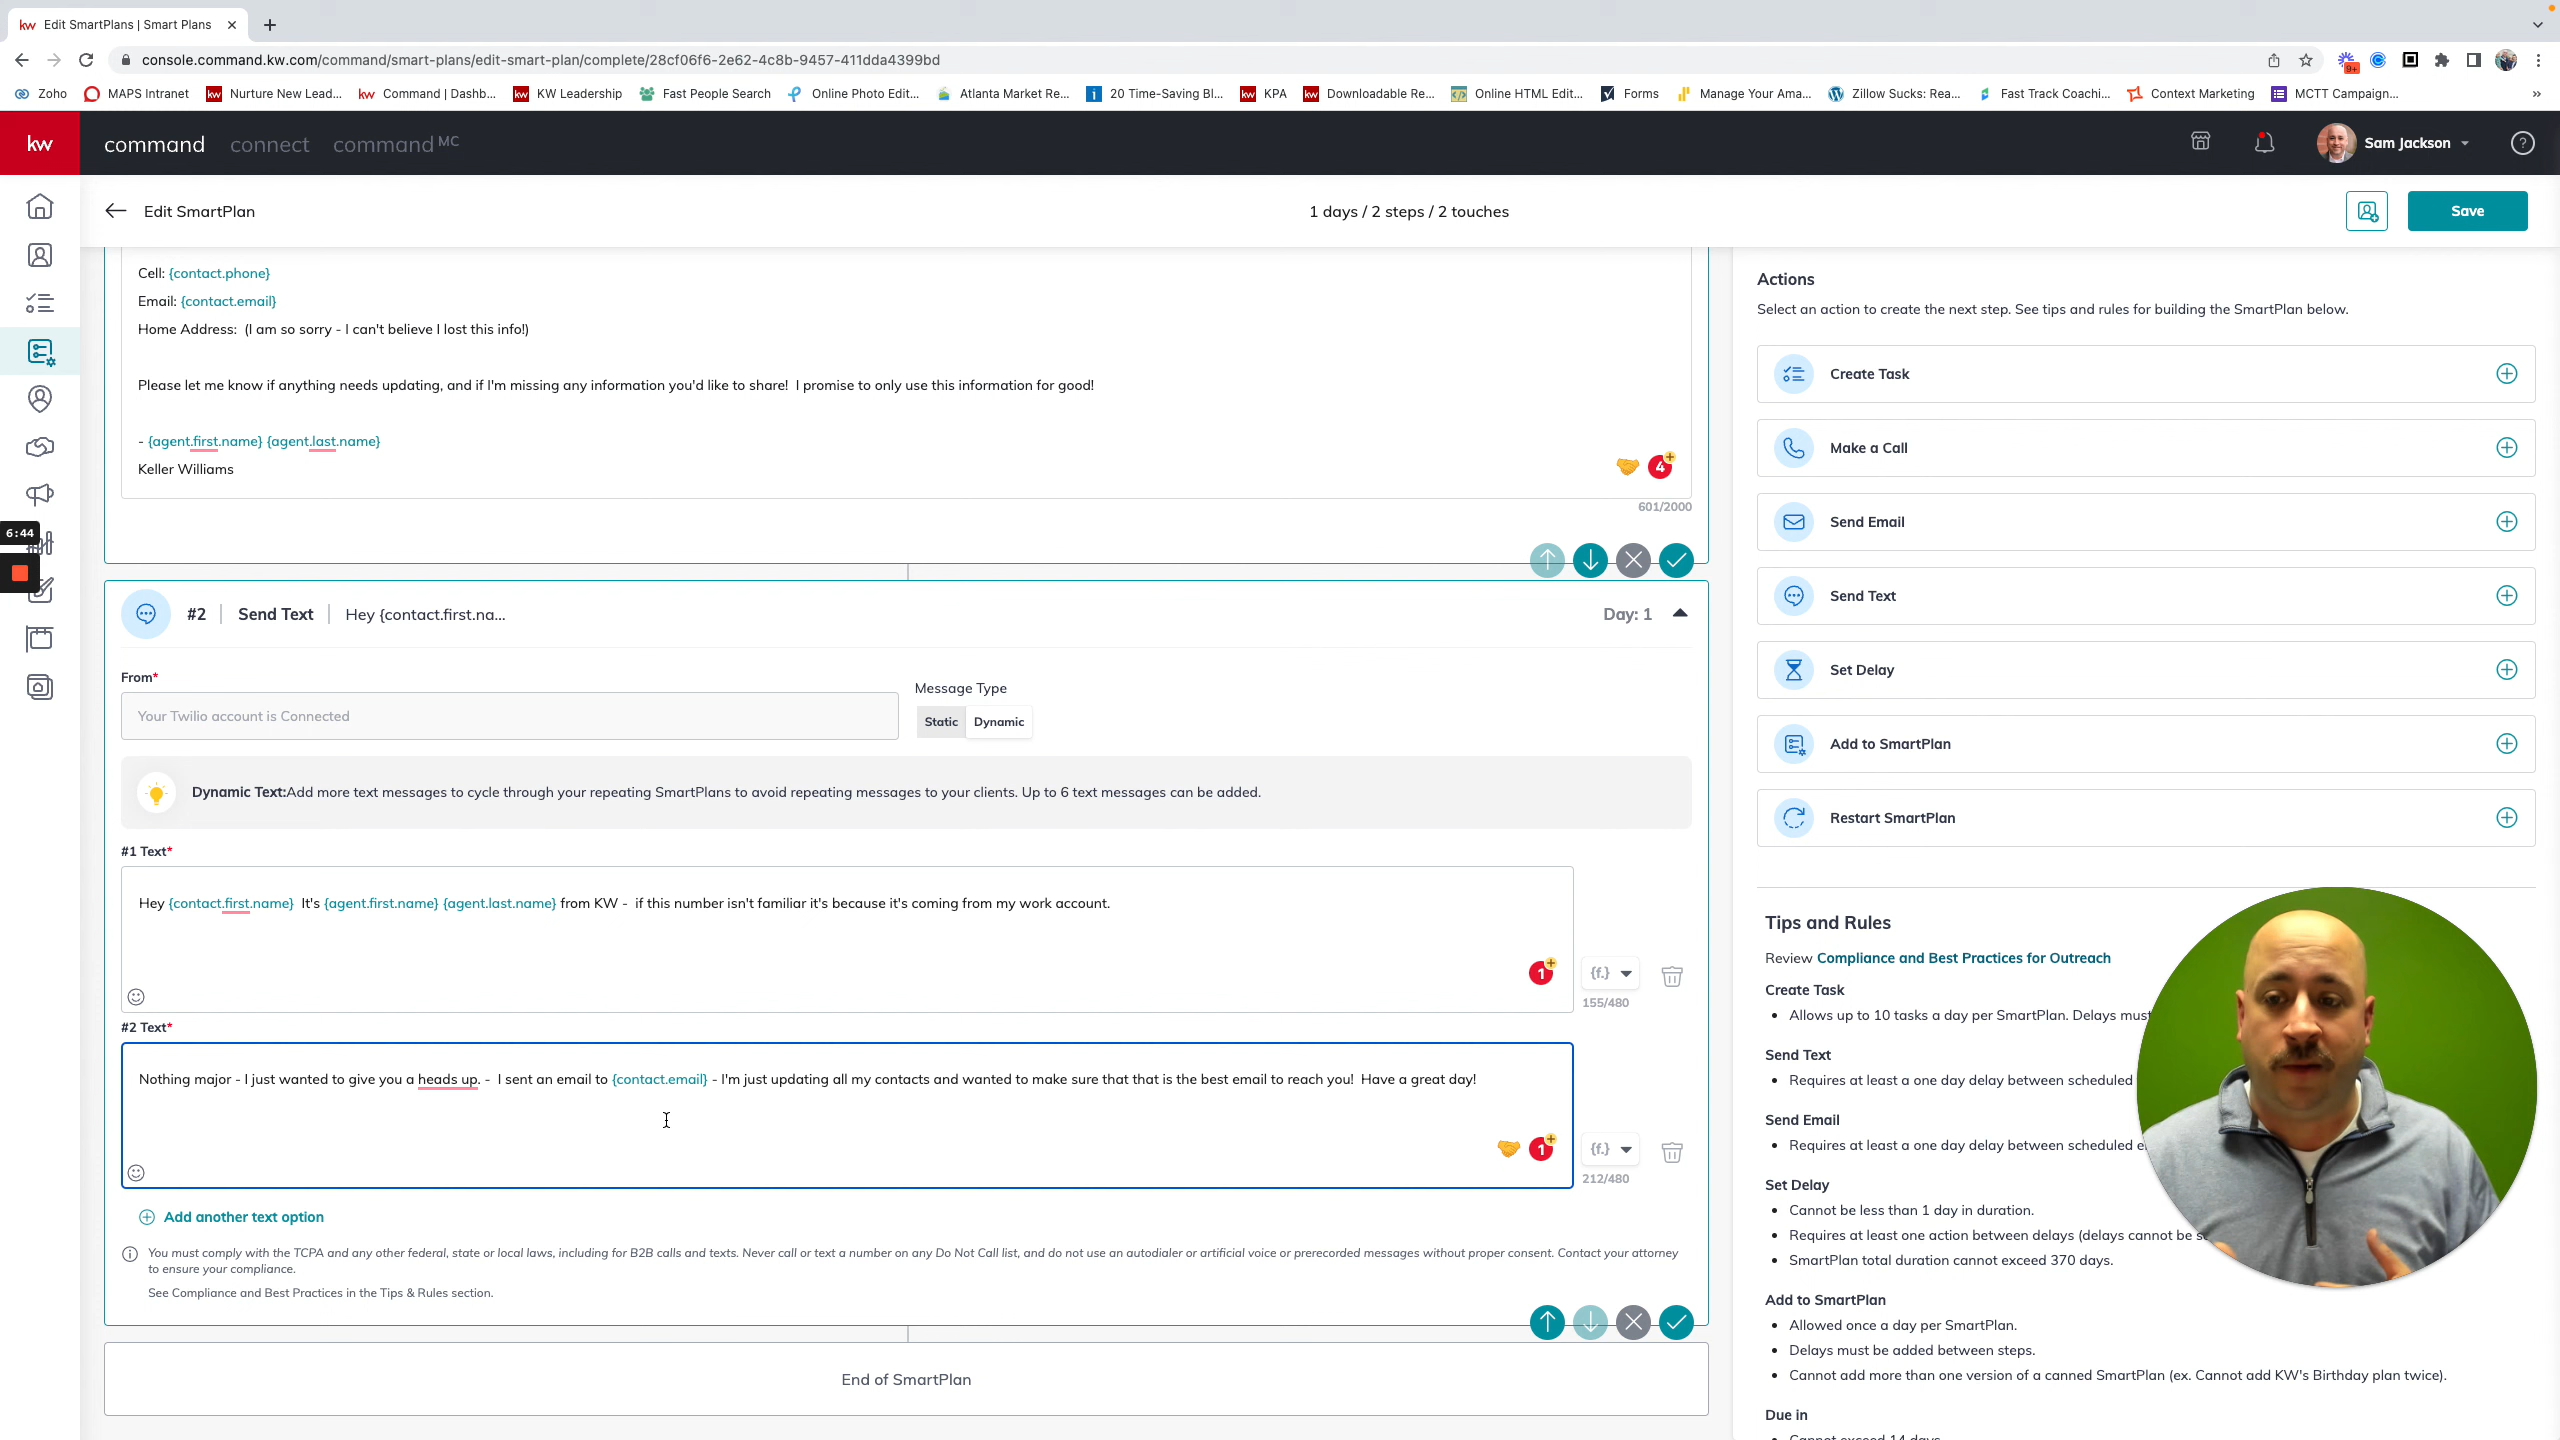 kw Edit SmartPlans | Smart Plans
console.command.kw.com/command/smart-plans/edit-smart-plan/complete/28cf06f6-2e62-4c8b-9457-411dda4399bd
9+
Zoho MAPS Intranet kw Nurture New Lead... kw Command | Dashb... kw KW Leadership Fast People Search Online Photo Edit... Atlanta Market Re... 20 Time-Saving Bl... kw KPA kw Downloadable Re... Online HTML Edit... Forms Manage Your Ama... Zillow Sucks: Rea... Fast Track Coachi... Context Marketing MCTT Campaign... »
kw command connect command MC Sam Jackson ?
Edit SmartPlan 1 days / 2 steps / 2 touches Save
Cell: {contact.phone}
Email: {contact.email}
Home Address:  (I am so sorry - I can't believe I lost this info!)
Please let me know if anything needs updating, and if I'm missing any information you'd like to share!  I promise to only use this information for good!
- {agent.first.name} {agent.last.name}
Keller Williams
4
601/2000
6:44
#2 Send Text Hey {contact.first.na... Day: 1
From*
Your Twilio account is Connected
Message Type
Static Dynamic
Dynamic Text:Add more text messages to cycle through your repeating SmartPlans to avoid repeating messages to your clients. Up to 6 text messages can be added.
#1 Text*
Hey {contact.first.name}  It's {agent.first.name} {agent.last.name} from KW -  if this number isn't familiar it's because it's coming from my work account.
1
{f.}
155/480
#2 Text*
Nothing major - I just wanted to give you a heads up. -  I sent an email to {contact.email} - I'm just updating all my contacts and wanted to make sure that that is the best email to reach you!  Have a great day!
1
{f.}
212/480
Add another text option
You must comply with the TCPA and any other federal, state or local laws, including for B2B calls and texts. Never call or text a number on any Do Not Call list, and do not use an autodialer or artificial voice or prerecorded messages without proper consent. Contact your attorney
to ensure your compliance.
See Compliance and Best Practices in the Tips & Rules section.
End of SmartPlan
Actions
Select an action to create the next step. See tips and rules for building the SmartPlan below.
Create Task
Make a Call
Send Email
Send Text
Set Delay
Add to SmartPlan
Restart SmartPlan
Tips and Rules
Review Compliance and Best Practices for Outreach
Create Task
Allows up to 10 tasks a day per SmartPlan. Delays must
Send Text
Requires at least a one day delay between scheduled
Send Email
Requires at least a one day delay between scheduled
Set Delay
Cannot be less than 1 day in duration.
Requires at least one action between delays (delays cannot be
SmartPlan total duration cannot exceed 370 days.
Add to SmartPlan
Allowed once a day per SmartPlan.
Delays must be added between steps.
Cannot add more than one version of a canned SmartPlan (ex. Cannot add KW's Birthday plan twice).
Due in
Cannot exceed 14 days